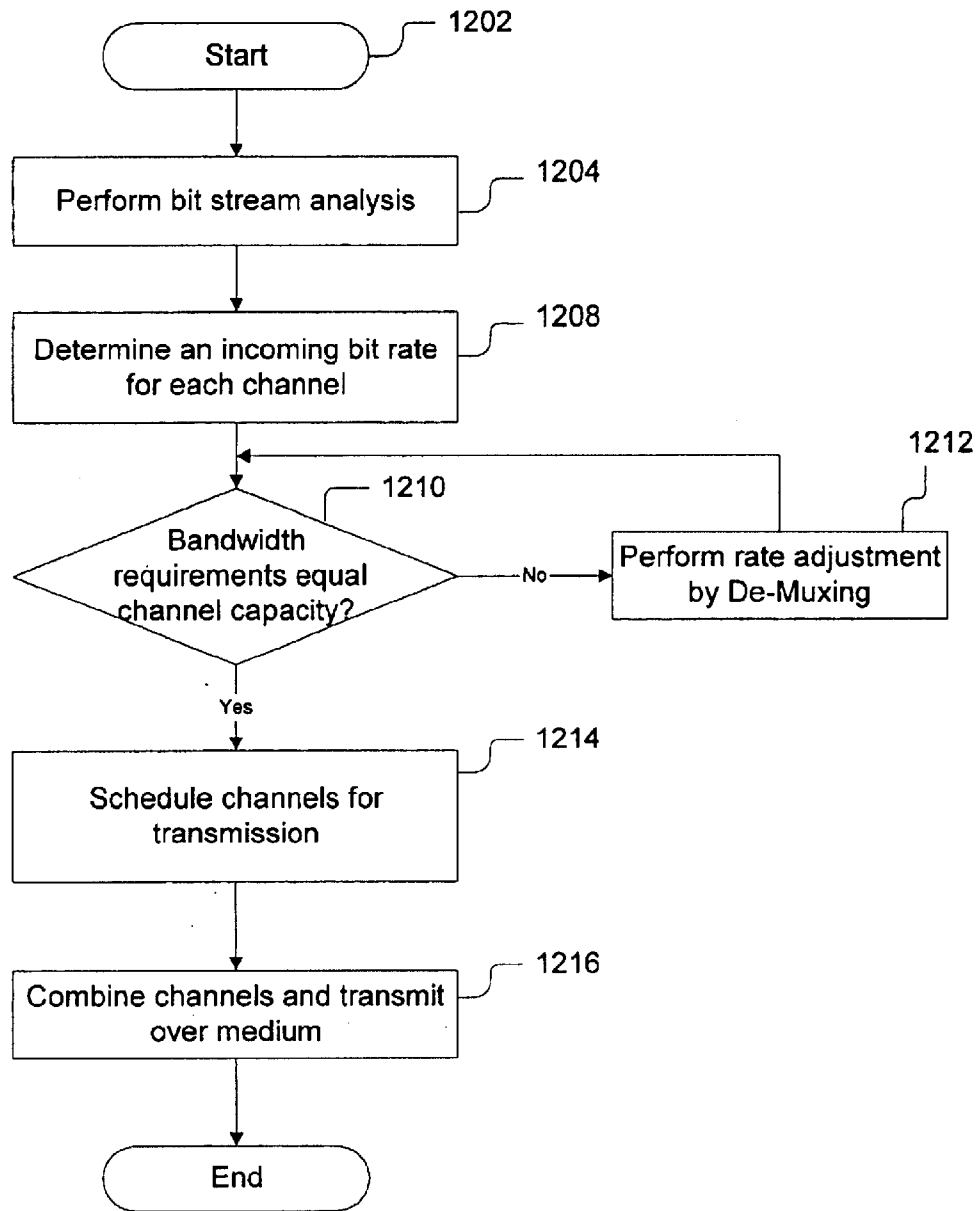 Start
1202
Perform bit stream analysis
1204
Determine an incoming bit rate
for each channel
1208
Bandwidth
requirements equal
channel capacity?
1210
No
Perform rate adjustment
by De-Muxing
1212
Yes
Schedule channels for
transmission
1214
Combine channels and transmit
over medium
1216
End